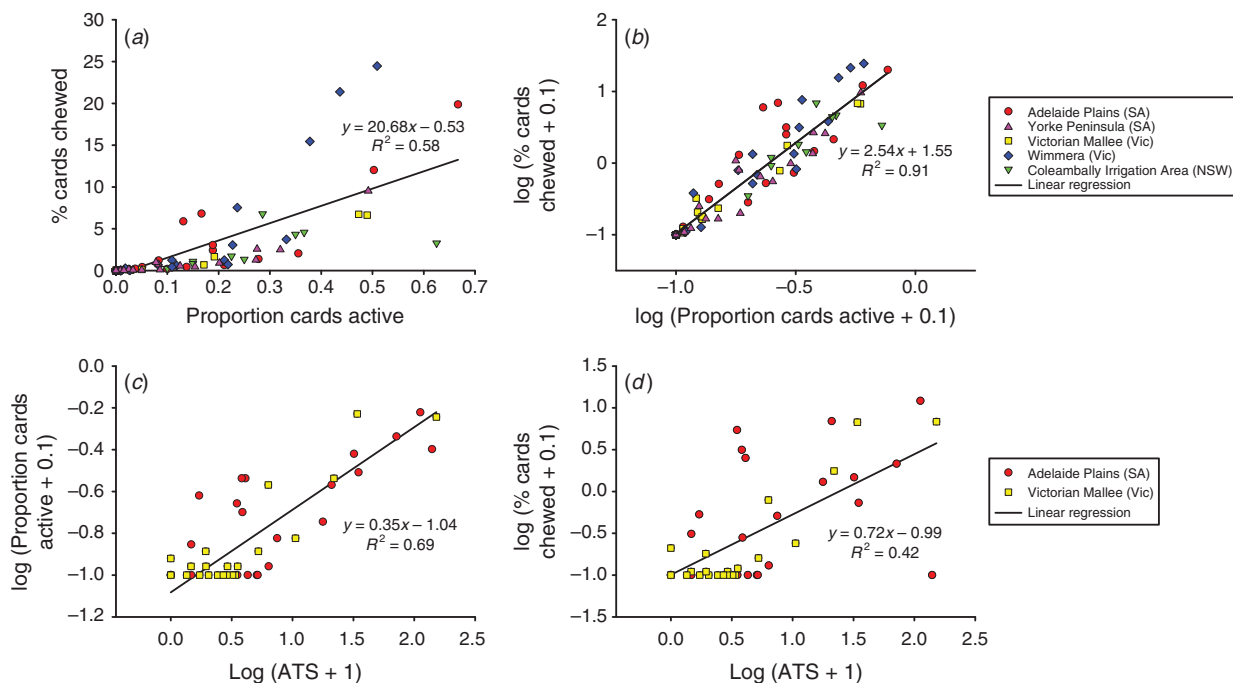 (a)
% cards chewed
30
25
20
15
10
5
0
y = 20.68x – 0.53
R² = 0.58
0.0 0.1 0.2 0.3 0.4 0.5 0.6 0.7
Proportion cards active
(b)
log (% cards
chewed + 0.1)
2
1
0
–1
–2
y = 2.54x + 1.55
R² = 0.91
–1.0 –0.5 0.0
log (Proportion cards active + 0.1)
Adelaide Plains (SA)
Yorke Peninsula (SA)
Victorian Mallee (Vic)
Wimmera (Vic)
Coleambally Irrigation Area (NSW)
Linear regression
(c)
log (Proportion cards
active + 0.1)
0.0
–0.2
–0.4
–0.6
–0.8
–1.0
–1.2
y = 0.35x – 1.04
R² = 0.69
0.0 0.5 1.0 1.5 2.0 2.5
Log (ATS + 1)
(d)
log (% cards
chewed + 0.1)
1.5
1.0
0.5
0.0
–0.5
–1.0
–1.5
y = 0.72x – 0.99
R² = 0.42
0.0 0.5 1.0 1.5 2.0 2.5
Log (ATS + 1)
Adelaide Plains (SA)
Victorian Mallee (Vic)
Linear regression